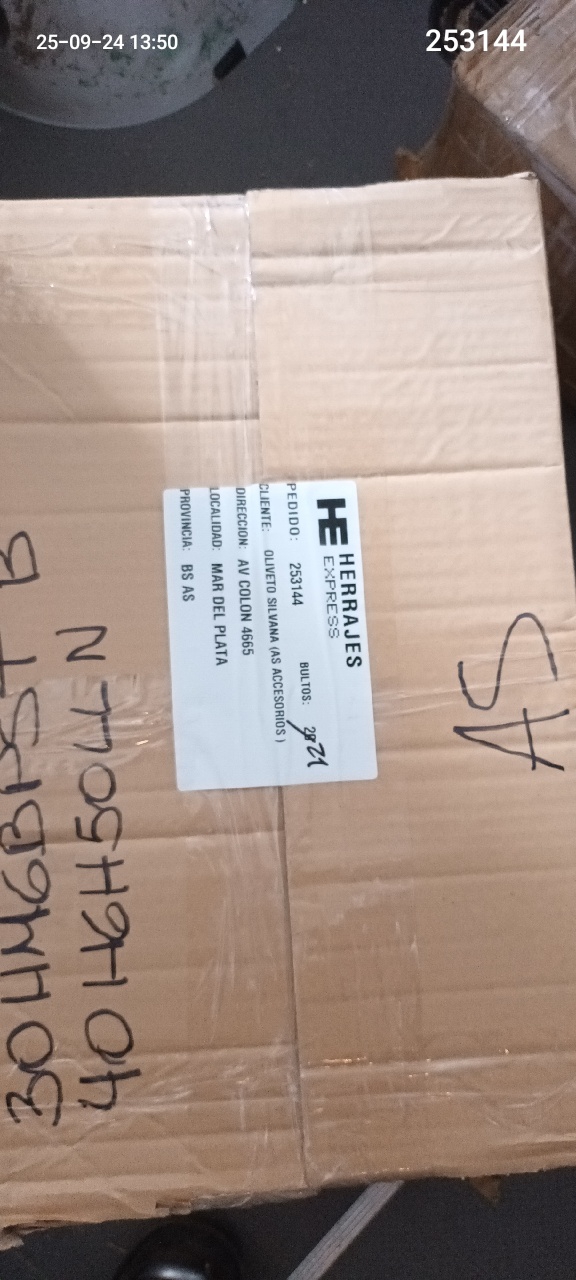 25-09-24 13:50
253144
HE HERRAJES
EXPRESS
PEDIDO: 253144 BULTOS:
CLIENTE: OLIVETO SILVANA (AS ACCESORIOS)
DIRECCION: AV COLON 4665
LOCALIDAD: MAR DEL PLATA
PROVINCIA: BS AS
AS